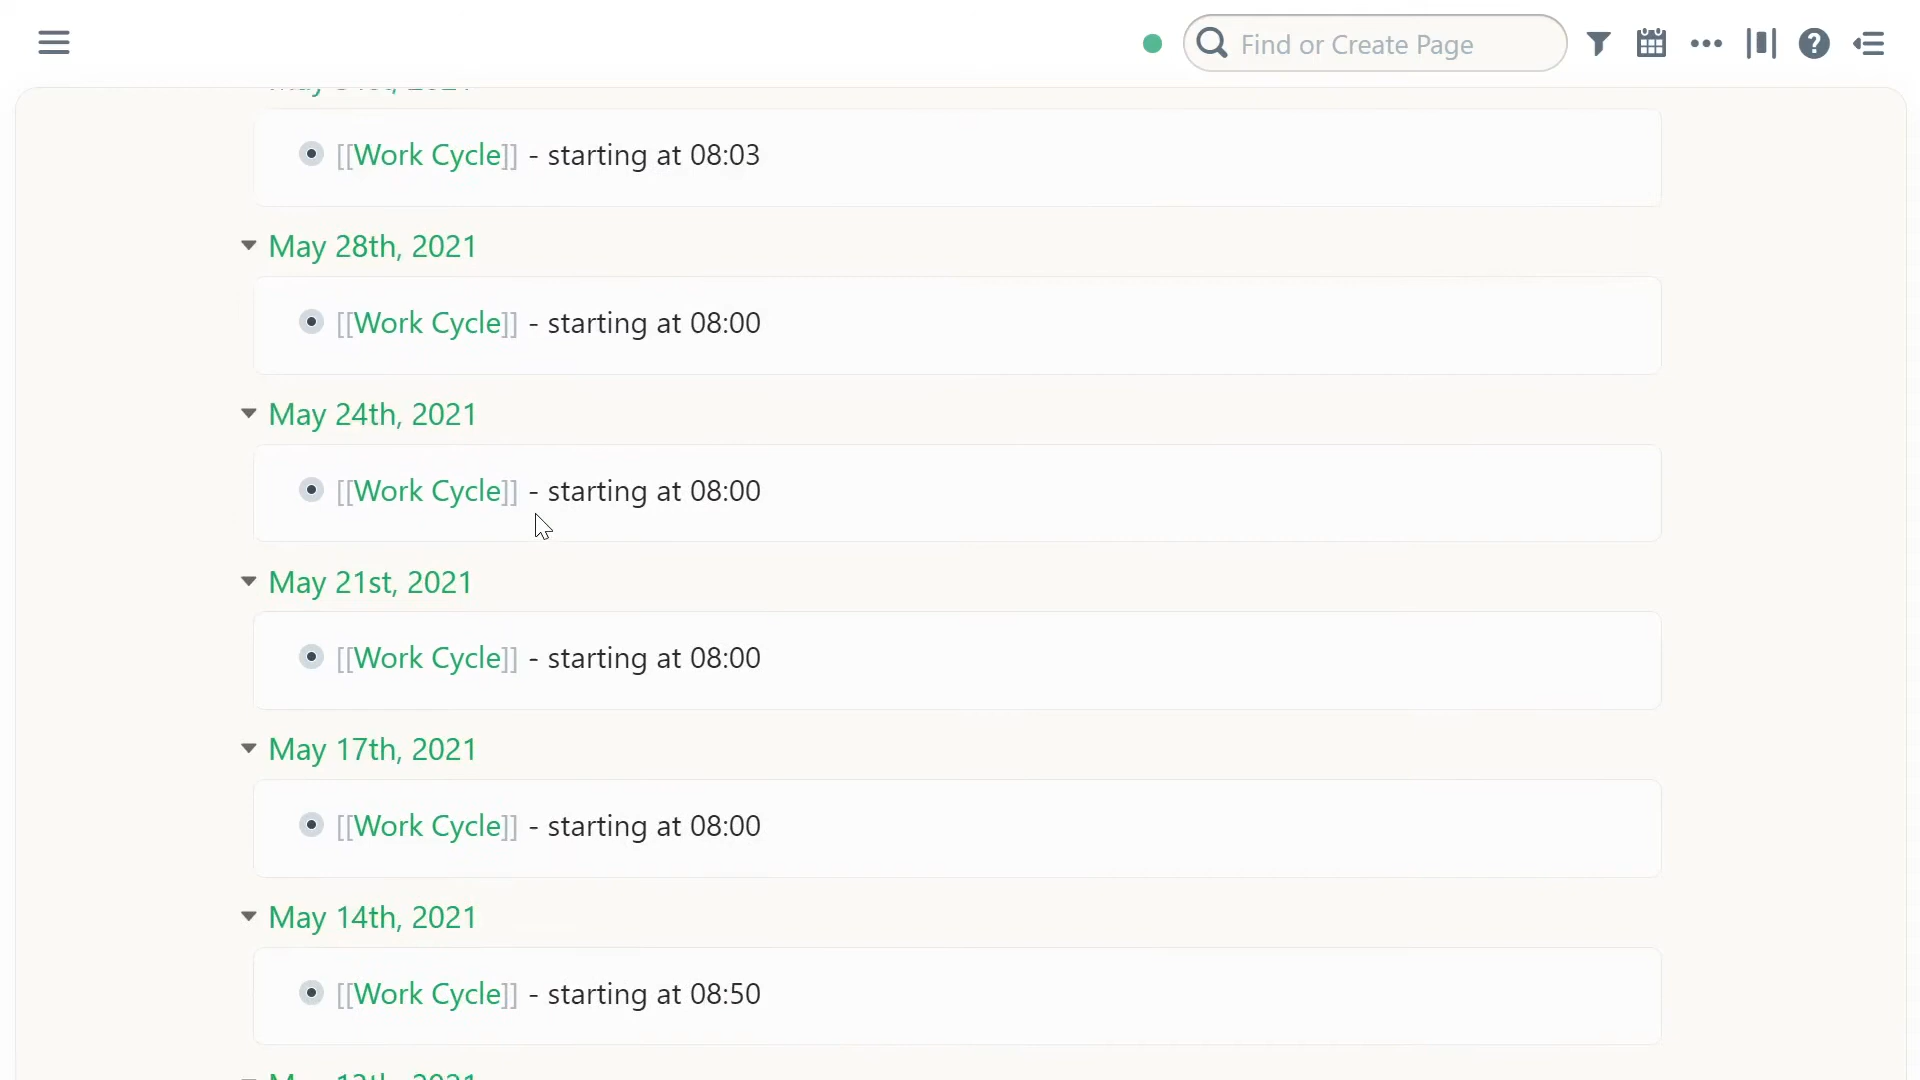 Find or Create Page
[[Work Cycle]] - starting at 08:03
May 28th, 2021
[[Work Cycle]] - starting at 08:00
May 24th, 2021
[[Work Cycle]] - starting at 08:00
May 21st, 2021
[[Work Cycle]] - starting at 08:00
May 17th, 2021
[[Work Cycle]] - starting at 08:00
May 14th, 2021
[[Work Cycle]] - starting at 08:50